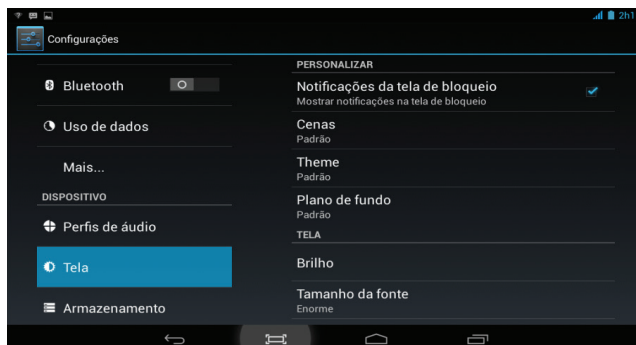 2h1
Configurações
Bluetooth
Uso de dados
Mais...
DISPOSITIVO
Perfis de áudio
Tela
Armazenamento
PERSONALIZAR
Notificações da tela de bloqueio
Mostrar notificações na tela de bloqueio
Cenas
Padrão
Theme
Padrão
Plano de fundo
Padrão
TELA
Brilho
Tamanho da fonte
Enorme